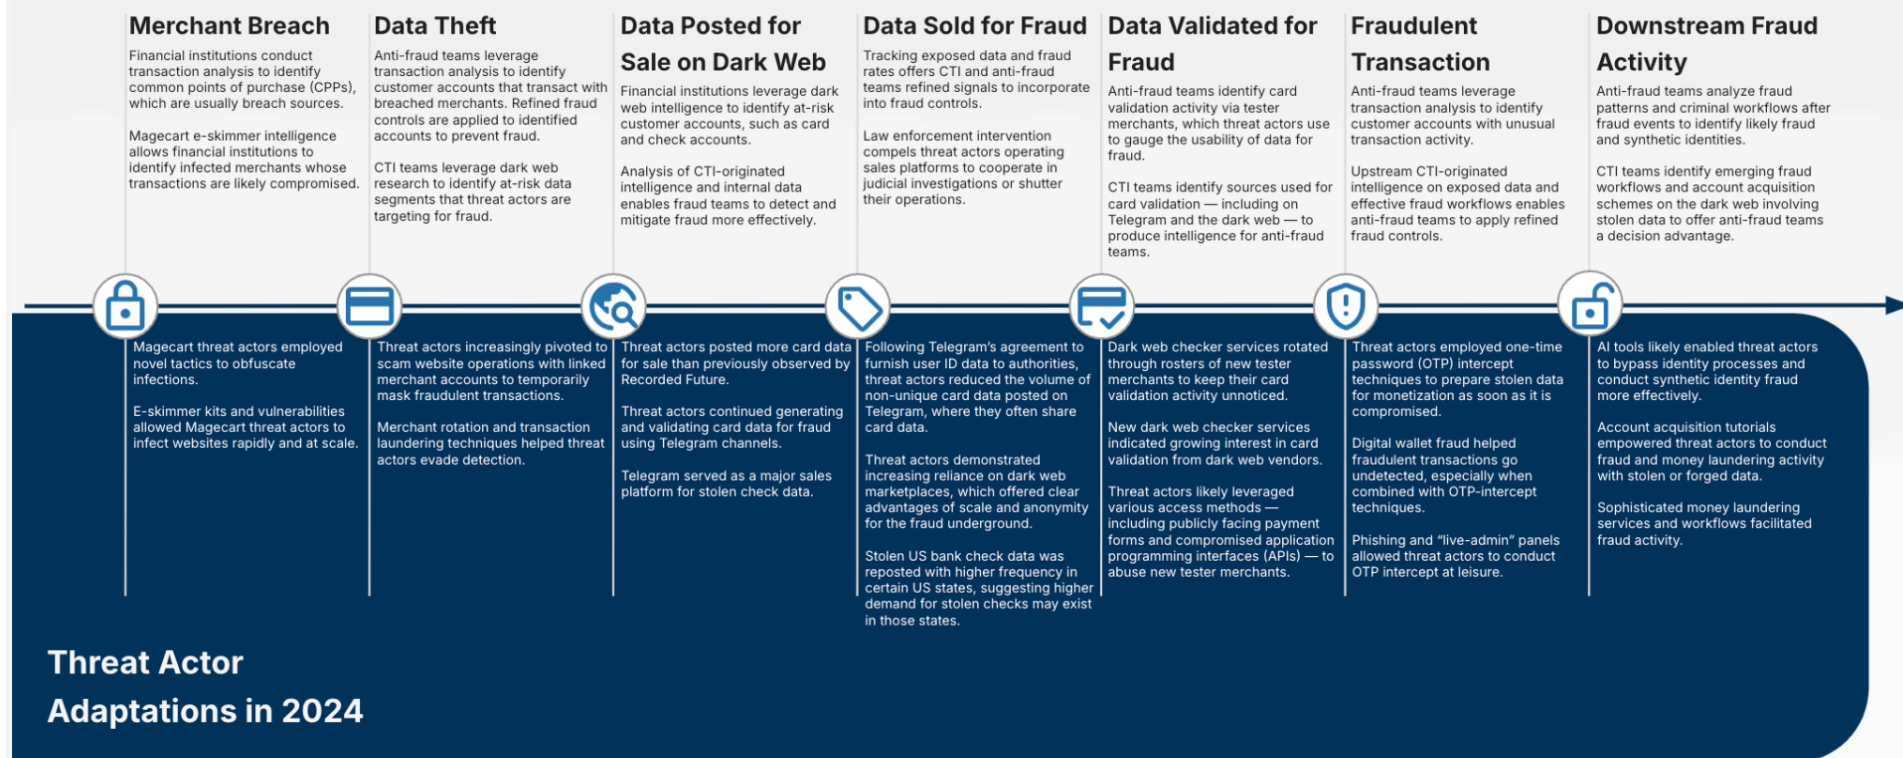 Merchant Breach
Financial institutions conduct
transaction analysis to identify
common points of purchase (CPPs),
which are usually breach sources.
Magecart e-skimmer intelligence
allows financial institutions to
identify infected merchants whose
transactions are likely compromised.
Data Theft
Anti-fraud teams leverage
transaction analysis to identify
customer accounts that transact with
breached merchants. Refined fraud
controls are applied to identified
accounts to prevent fraud.
CTI teams leverage dark web
research to identify at-risk data
segments that threat actors are
targeting for fraud.
Data Posted for
Sale on Dark Web
Financial institutions leverage dark
web intelligence to identify at-risk
customer accounts, such as card
and check accounts.
Analysis of CTI-originated
intelligence and internal data
enables fraud teams to detect and
mitigate fraud more effectively.
Data Sold for Fraud
Tracking exposed data and fraud
rates offers CTI and anti-fraud
teams refined signals to incorporate
into fraud controls.
Law enforcement intervention
compels threat actors operating
sales platforms to cooperate in
judicial investigations or shutter
their operations.
Data Validated for
Fraud
Anti-fraud teams identify card
validation activity via tester
merchants, which threat actors use
to gauge the usability of data for
fraud.
CTI teams identify sources used for
card validation — including on
Telegram and the dark web — to
produce intelligence for anti-fraud
teams.
Fraudulent
Transaction
Anti-fraud teams leverage
transaction analysis to identify
customer accounts with unusual
transaction activity.
Upstream CTI-originated
intelligence on exposed data and
effective fraud workflows enables
anti-fraud teams to apply refined
fraud controls.
Downstream Fraud
Activity
Anti-fraud teams analyze fraud
patterns and criminal workflows after
fraud events to identify likely fraud
and synthetic identities.
CTI teams identify emerging fraud
workflows and account acquisition
schemes on the dark web involving
stolen data to offer anti-fraud teams
a decision advantage.
Magecart threat actors employed
novel tactics to obfuscate
infections.
E-skimmer kits and vulnerabilities
allowed Magecart threat actors to
infect websites rapidly and at scale.
Threat actors increasingly pivoted to
scam website operations with linked
merchant accounts to temporarily
mask fraudulent transactions.
Merchant rotation and transaction
laundering techniques helped threat
actors evade detection.
Threat actors posted more card data
for sale than previously observed by
Recorded Future.
Threat actors continued generating
and validating card data for fraud
using Telegram channels.
Telegram served as a major sales
platform for stolen check data.
Following Telegram's agreement to
furnish user ID data to authorities,
threat actors reduced the volume of
non-unique card data posted on
Telegram, where they often share
card data.
Threat actors demonstrated
increasing reliance on dark web
marketplaces, which offered clear
advantages of scale and anonymity
for the fraud underground.
Stolen US bank check data was
reposted with higher frequency in
certain US states, suggesting higher
demand for stolen checks may exist
in those states.
Dark web checker services rotated
through rosters of new tester
merchants to keep their card
validation activity unnoticed.
New dark web checker services
indicated growing interest in card
validation from dark web vendors.
Threat actors likely leveraged
various access methods —
including publicly facing payment
forms and compromised application
programming interfaces (APIs) — to
abuse new tester merchants.
Threat actors employed one-time
password (OTP) intercept
techniques to prepare stolen data
for monetization as soon as it is
compromised.
Digital wallet fraud helped
fraudulent transactions go
undetected, especially when
combined with OTP-intercept
techniques.
Phishing and “live-admin” panels
allowed threat actors to conduct
OTP intercept at leisure.
AI tools likely enabled threat actors
to bypass identity processes and
conduct synthetic identity fraud
more effectively.
Account acquisition tutorials
empowered threat actors to conduct
fraud and money laundering activity
with stolen or forged data.
Sophisticated money laundering
services and workflows facilitated
fraud activity.
Threat Actor
Adaptations in 2024